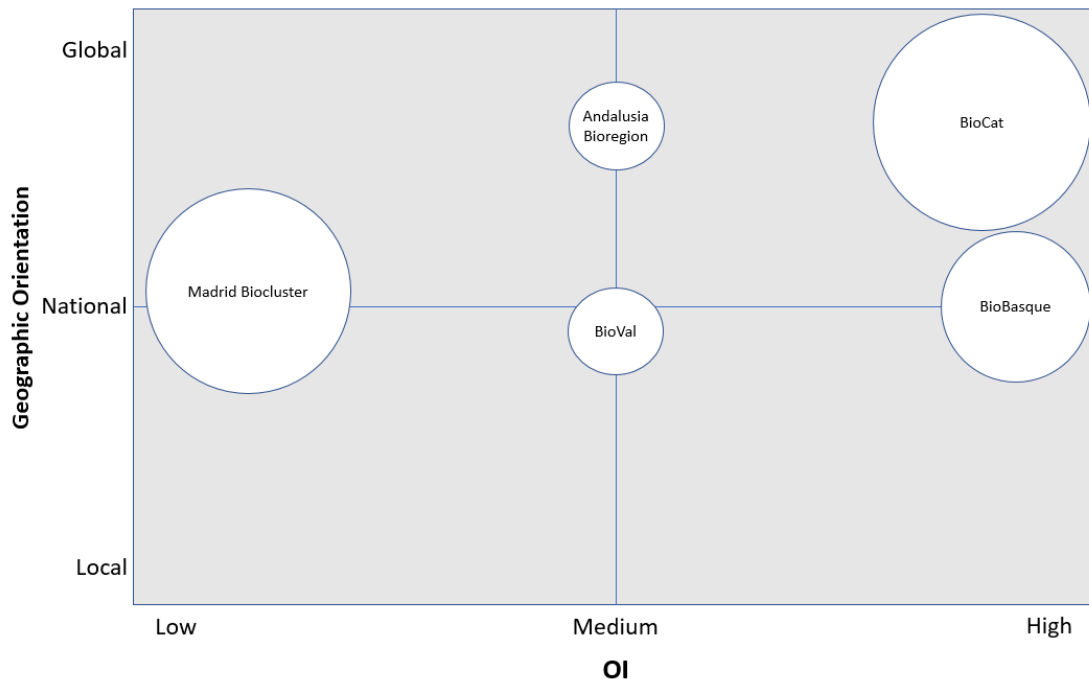 Global
Andalusia
Bioregion
BioCat
Geographic Orientation
Madrid Biocluster
National
BioBasque
BioVal
Local
Low
Medium
High
OI